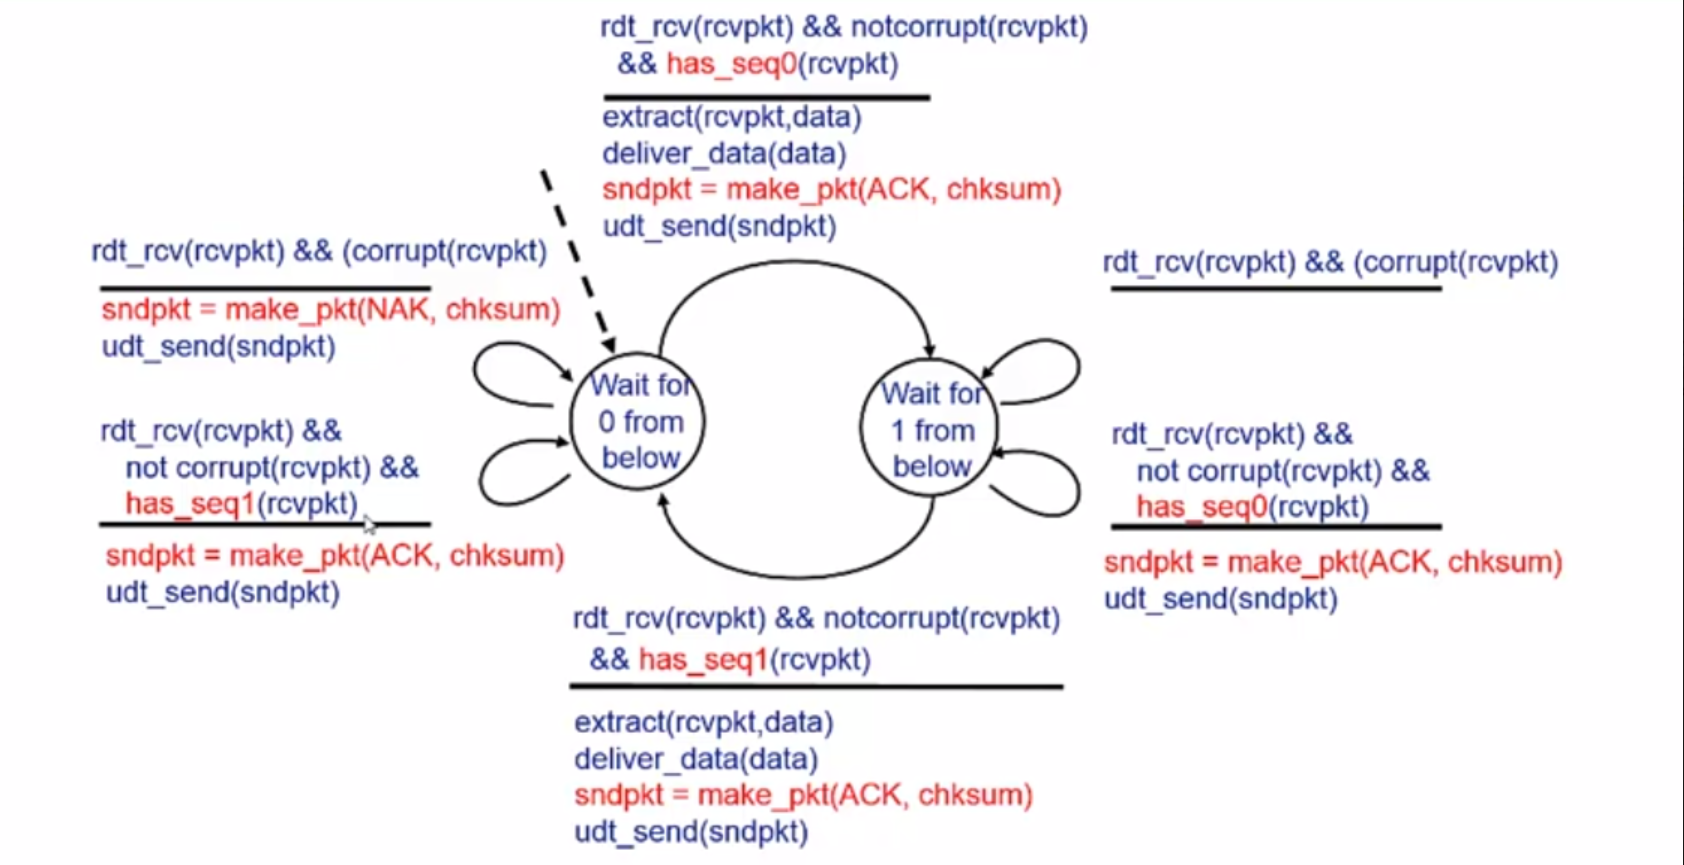 rdt_rcv(rcvpkt) && notcorrupt(rcvpkt)
&& has_seq0(rcvpkt)
extract(rcvpkt,data)
deliver_data(data)
sndpkt = make_pkt(ACK, chksum)
udt_send(sndpkt)
rdt_rcv(rcvpkt) && (corrupt(rcvpkt)
sndpkt = make_pkt(NAK, chksum)
udt_send(sndpkt)
rdt_rcv(rcvpkt) &&
not corrupt(rcvpkt) &&
has_seq1(rcvpkt)
sndpkt = make_pkt(ACK, chksum)
udt_send(sndpkt)
Wait for
0 from
below
Wait for
1 from
below
rdt_rcv(rcvpkt) && (corrupt(rcvpkt)
rdt_rcv(rcvpkt) &&
not corrupt(rcvpkt) &&
has_seq0(rcvpkt)
sndpkt = make_pkt(ACK, chksum)
udt_send(sndpkt)
rdt_rcv(rcvpkt) && notcorrupt(rcvpkt)
&& has_seq1(rcvpkt)
extract(rcvpkt,data)
deliver_data(data)
sndpkt = make_pkt(ACK, chksum)
udt_send(sndpkt)